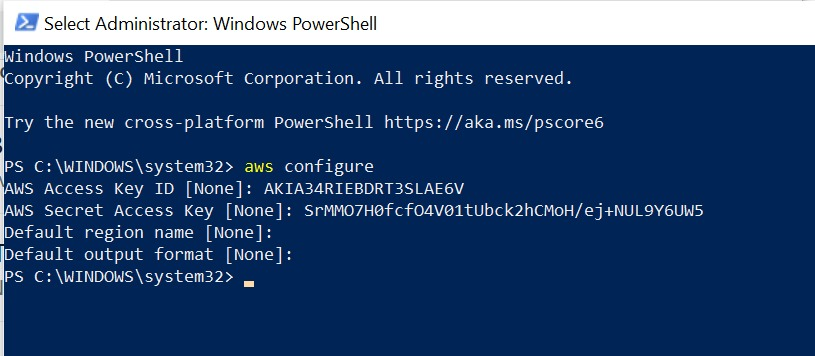 Select Administrator: Windows PowerShell
Windows PowerShell
Copyright (C) Microsoft Corporation. All rights reserved.
Try the new cross-platform PowerShell https://aka.ms/pscore6
PS C:\WINDOWS\system32> aws configure
AWS Access Key ID [None]: AKIA34RIEBDRT3SLAE6V
AWS Secret Access Key [None]: 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
Default region name [None]:
Default output format [None]:
PS C:\WINDOWS\system32>